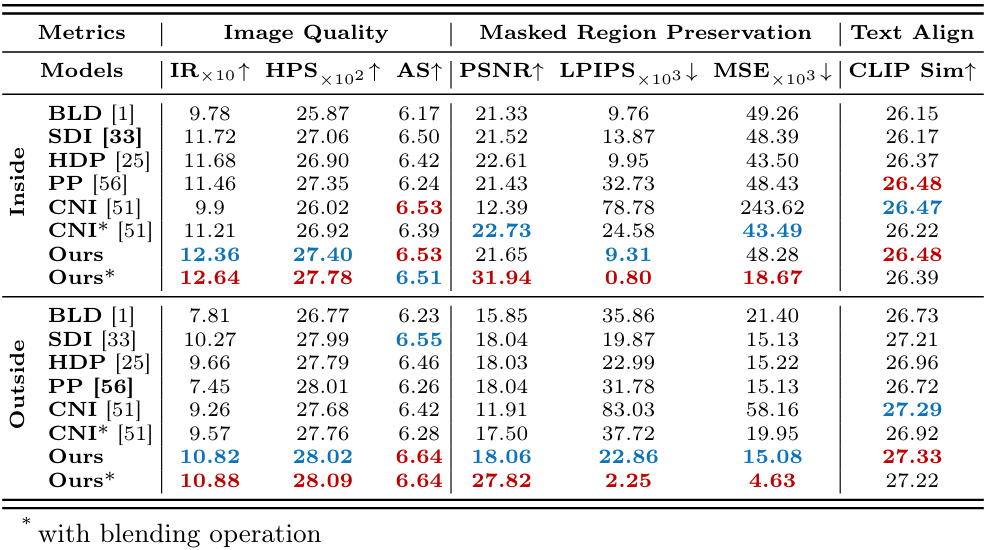 Metrics Image Quality Masked Region Preservation Text Align
Models IR×10↑ HPS×10²↑ AS↑ PSNR↑ LPIPS×10³↓ MSE×10³↓ CLIP Sim↑
Inside
BLD [1] 9.78 25.87 6.17 21.33 9.76 49.26 26.15
SDI [33] 11.72 27.06 6.50 21.52 13.87 48.39 26.17
HDP [25] 11.68 26.90 6.42 22.61 9.95 43.50 26.37
PP [56] 11.46 27.35 6.24 21.43 32.73 48.43 26.48
CNI [51] 9.9 26.02 6.53 12.39 78.78 243.62 26.47
CNI* [51] 11.21 26.92 6.39 22.73 24.58 43.49 26.22
Ours 12.36 27.40 6.53 21.65 9.31 48.28 26.48
Ours* 12.64 27.78 6.51 31.94 0.80 18.67 26.39
Outside
BLD [1] 7.81 26.77 6.23 15.85 35.86 21.40 26.73
SDI [33] 10.27 27.99 6.55 18.04 19.87 15.13 27.21
HDP [25] 9.66 27.79 6.46 18.03 22.99 15.22 26.96
PP [56] 7.45 28.01 6.26 18.04 31.78 15.13 26.72
CNI [51] 9.26 27.68 6.42 11.91 83.03 58.16 27.29
CNI* [51] 9.57 27.76 6.28 17.50 37.72 19.95 26.92
Ours 10.82 28.02 6.64 18.06 22.86 15.08 27.33
Ours* 10.88 28.09 6.64 27.82 2.25 4.63 27.22
* with blending operation